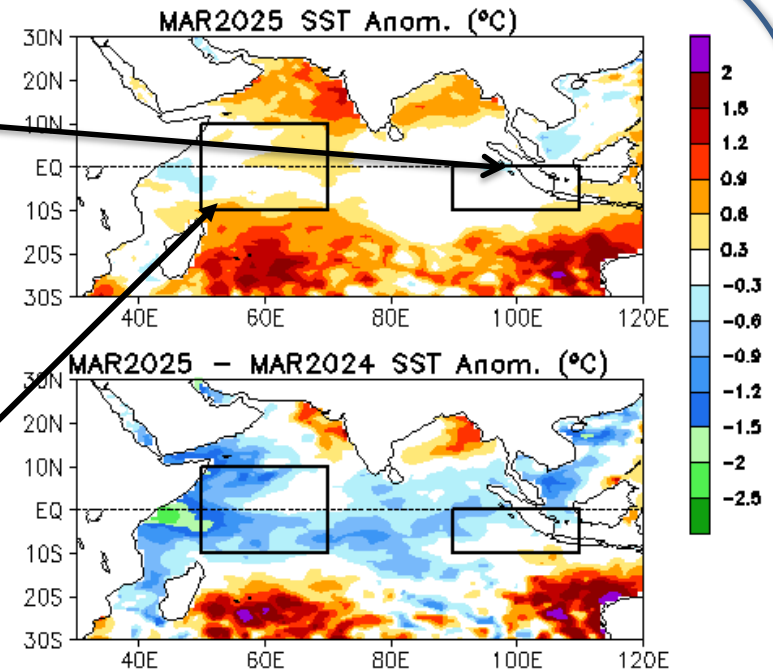 MAR2025 SST Anom. (ºC)
30N
20N
10N
EQ
10S
20S
30S
40E 60E 80E 100E 120E
MAR2025 - MAR2024 SST Anom. (ºC)
30N
20N
10N
EQ
10S
20S
30S
40E 60E 80E 100E 120E
2
1.5
1.2
0.9
0.6
0.3
-0.3
-0.6
-0.9
-1.2
-1.5
-2
-2.5